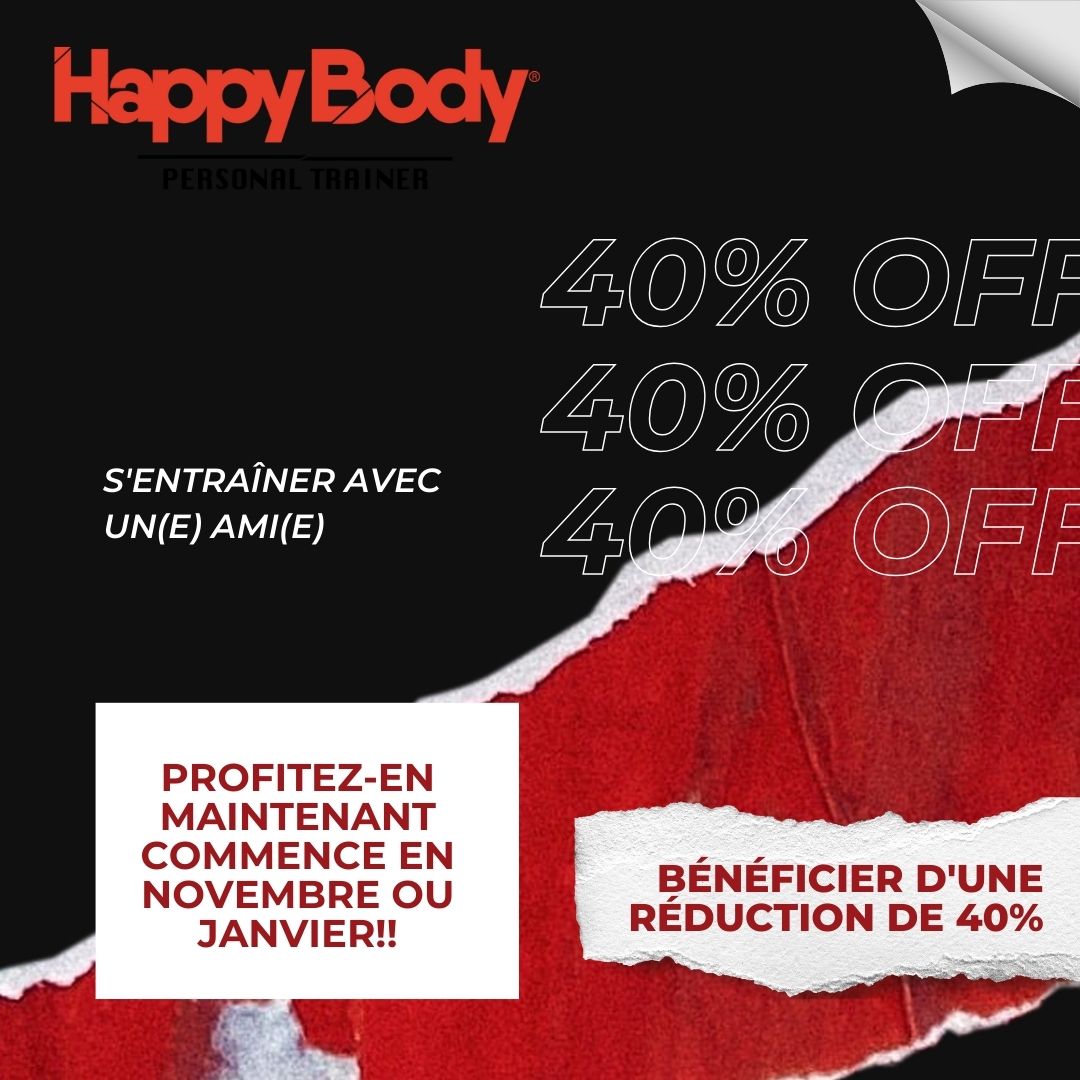 HappyBody®
PERSONAL TRAINER
40% OFF
40% OFF
40% OFF
S'ENTRAÎNER AVEC
UN(E) AMI(E)
PROFITEZ-EN
MAINTENANT
COMMENCE EN
NOVEMBRE OU
JANVIER!!
BÉNÉFICIER D'UNE
RÉDUCTION DE 40%